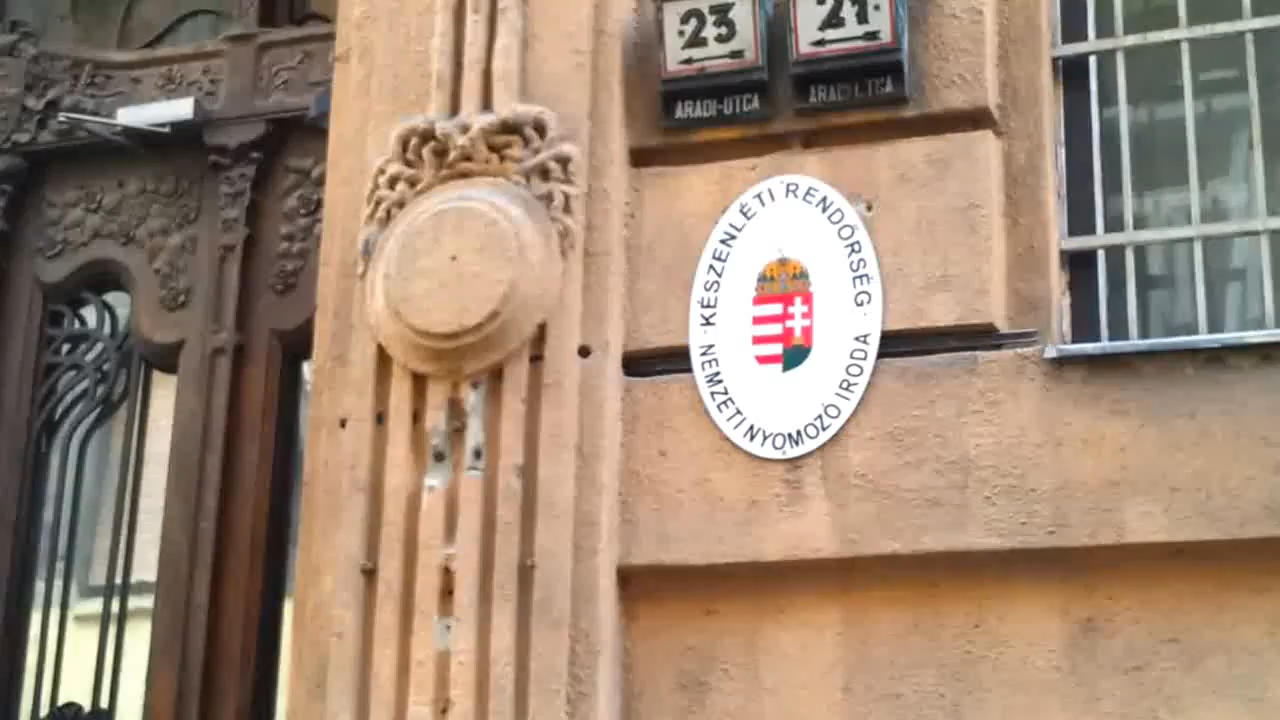 23
ARADI-UTCA
21.
ARADI UTCA
· KÉSZENLÉTI RENDŐRSÉG ·
NEMZETI NYOMOZÓ IRODA